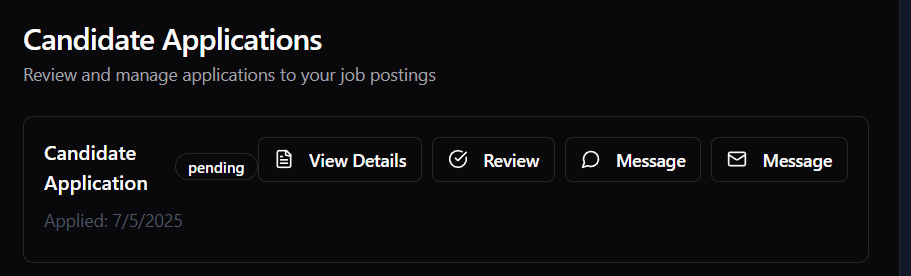 Candidate Applications
Review and manage applications to your job postings
Candidate
Application
pending
View Details
Review
Message
Message
Applied: 7/5/2025